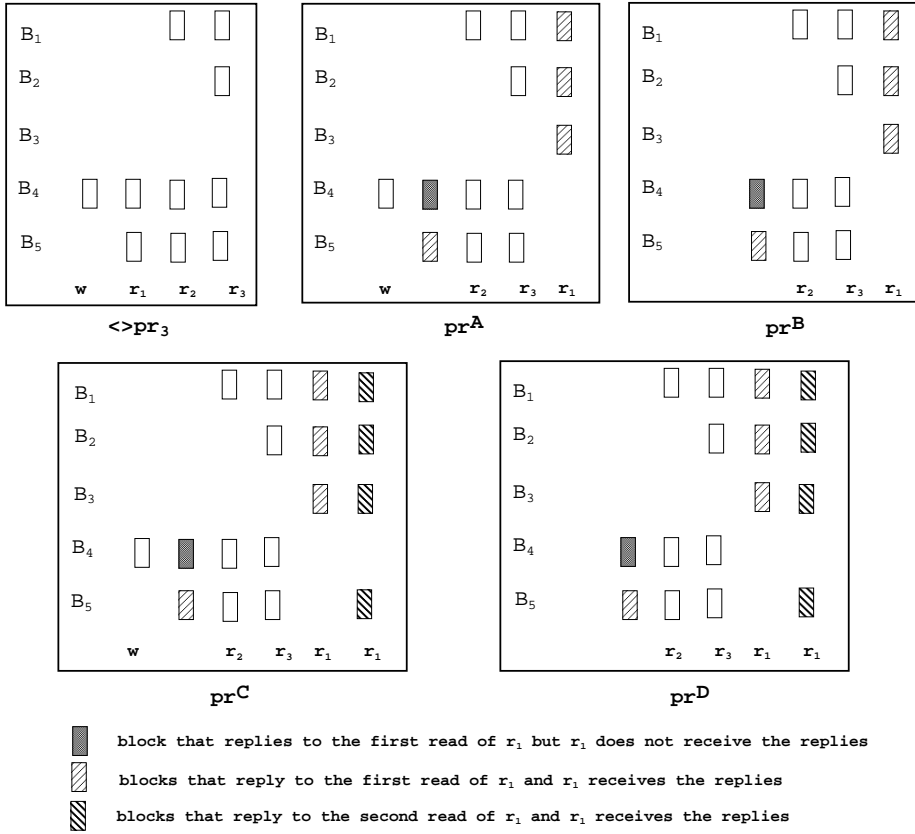 B₁
B₂
B₃
B₄
B₅
w r₁ r₂ r₃
<>pr₃
B₁
B₂
B₃
B₄
B₅
w r₂ r₃ r₁
prᴬ
B₁
B₂
B₃
B₄
B₅
r₂ r₃ r₁
prᴮ
B₁
B₂
B₃
B₄
B₅
w r₂ r₃ r₁ r₁
prᶜ
B₁
B₂
B₃
B₄
B₅
r₂ r₃ r₁ r₁
prᴰ
block that replies to the first read of r₁ but r₁ does not receive the replies
blocks that reply to the first read of r₁ and r₁ receives the replies
blocks that reply to the second read of r₁ and r₁ receives the replies